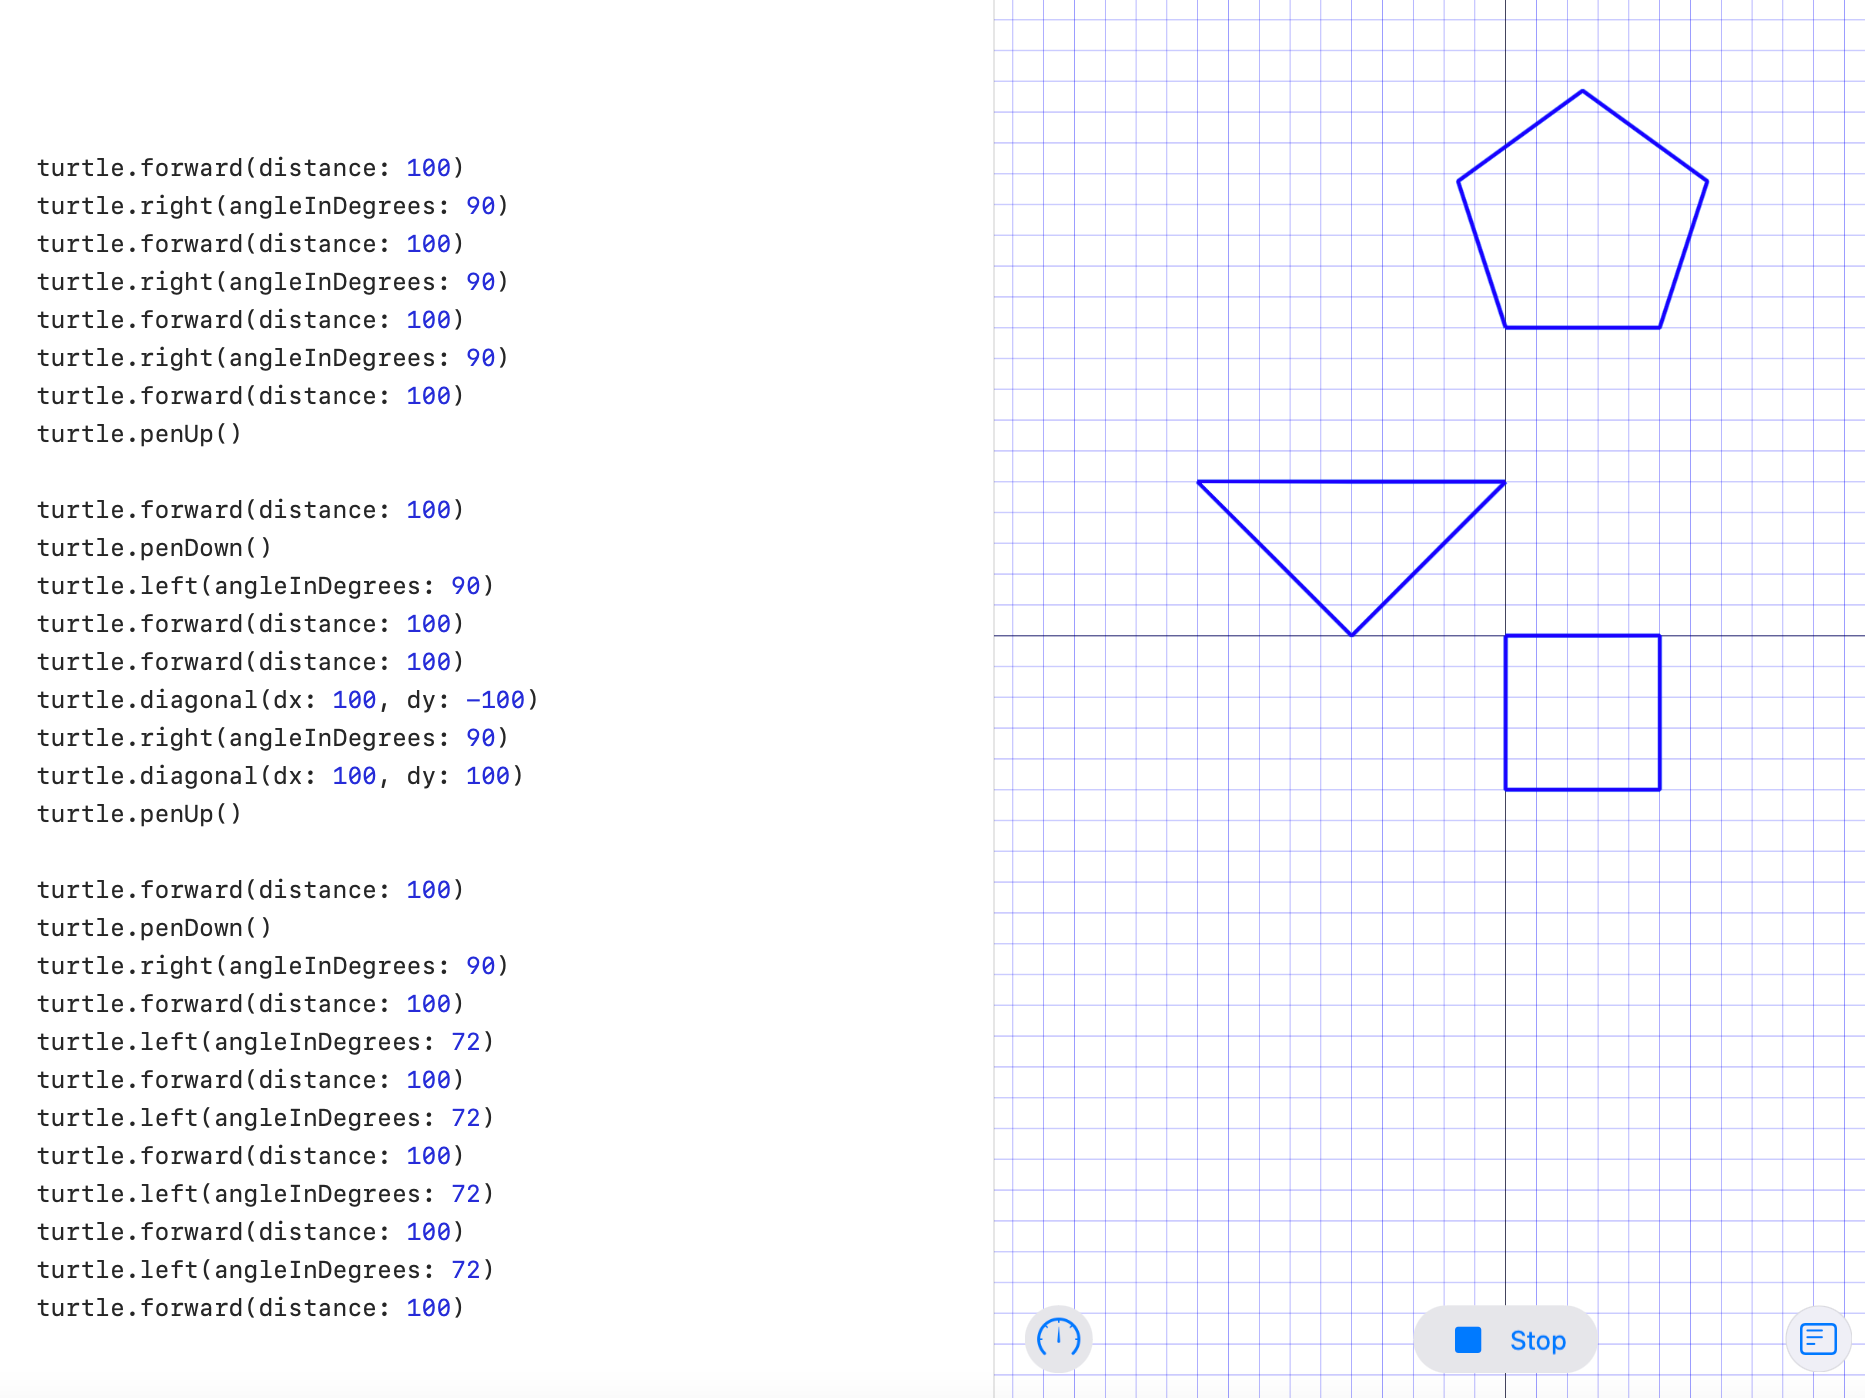 turtle.forward(distance: 100)
turtle.right(angleInDegrees: 90)
turtle.forward(distance: 100)
turtle.right(angleInDegrees: 90)
turtle.forward(distance: 100)
turtle.right(angleInDegrees: 90)
turtle.forward(distance: 100)
turtle.penUp()
turtle.forward(distance: 100)
turtle.penDown()
turtle.left(angleInDegrees: 90)
turtle.forward(distance: 100)
turtle.forward(distance: 100)
turtle.diagonal(dx: 100, dy: −100)
turtle.right(angleInDegrees: 90)
turtle.diagonal(dx: 100, dy: 100)
turtle.penUp()
turtle.forward(distance: 100)
turtle.penDown()
turtle.right(angleInDegrees: 90)
turtle.forward(distance: 100)
turtle.left(angleInDegrees: 72)
turtle.forward(distance: 100)
turtle.left(angleInDegrees: 72)
turtle.forward(distance: 100)
turtle.left(angleInDegrees: 72)
turtle.forward(distance: 100)
turtle.left(angleInDegrees: 72)
turtle.forward(distance: 100)
Stop